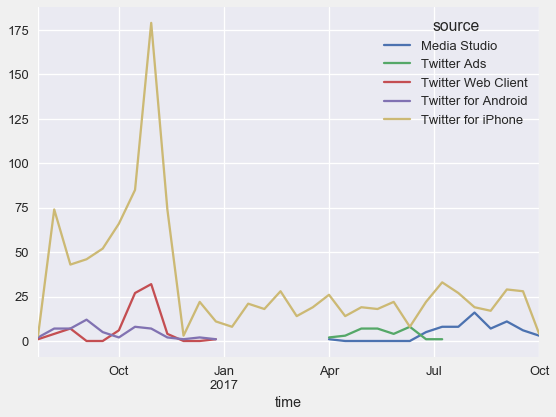 source
Media Studio
Twitter Ads
Twitter Web Client
Twitter for Android
Twitter for iPhone
175
150
125
100
75
50
25
0
Oct Jan Apr Jul Oct
2017
time